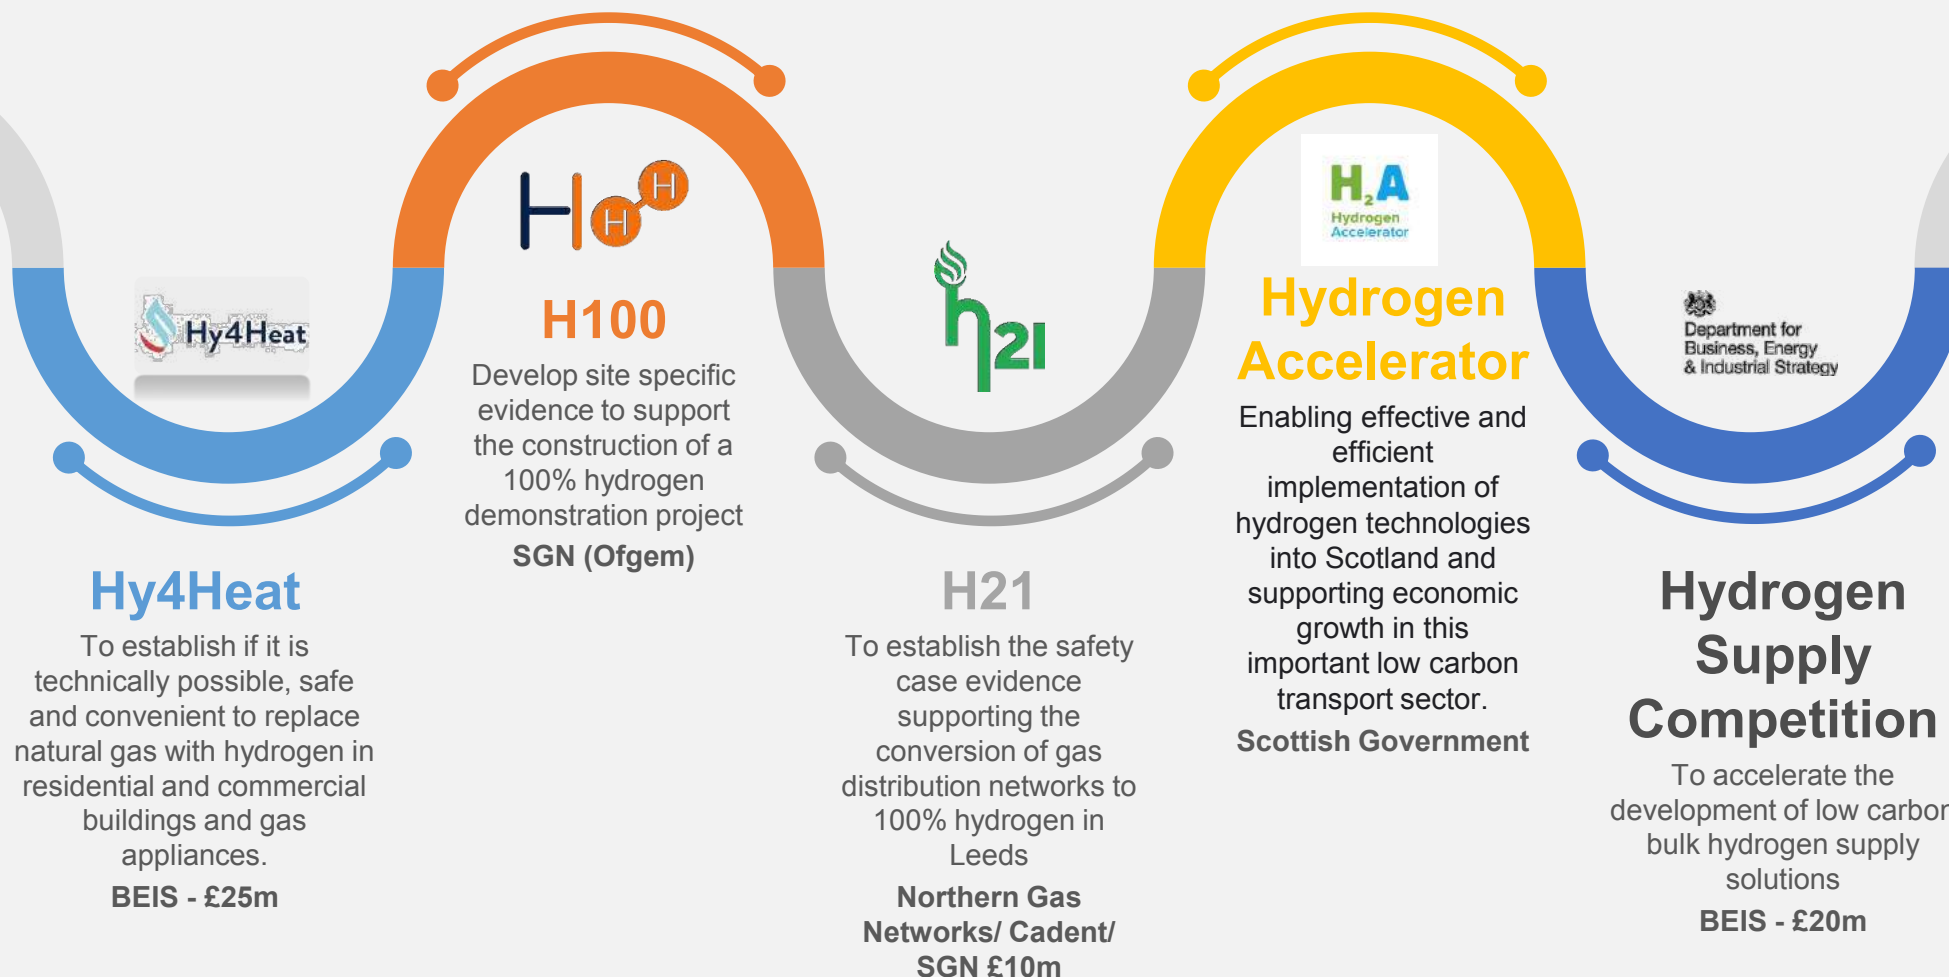 Hy4Heat
Hy4Heat
To establish if it is
technically possible, safe
and convenient to replace
natural gas with hydrogen in
residential and commercial
buildings and gas
appliances.
BEIS - £25m
H
H
H
H100
Develop site specific
evidence to support
the construction of a
100% hydrogen
demonstration project
SGN (Ofgem)
h21
H21
To establish the safety
case evidence
supporting the
conversion of gas
distribution networks to
100% hydrogen in
Leeds
Northern Gas
Networks/ Cadent/
SGN £10m
H₂A
Hydrogen
Accelerator
Hydrogen
Accelerator
Enabling effective and
efficient
implementation of
hydrogen technologies
into Scotland and
supporting economic
growth in this
important low carbon
transport sector.
Scottish Government
Department for
Business, Energy
& Industrial Strategy
Hydrogen
Supply
Competition
To accelerate the
development of low carbon
bulk hydrogen supply
solutions
BEIS - £20m